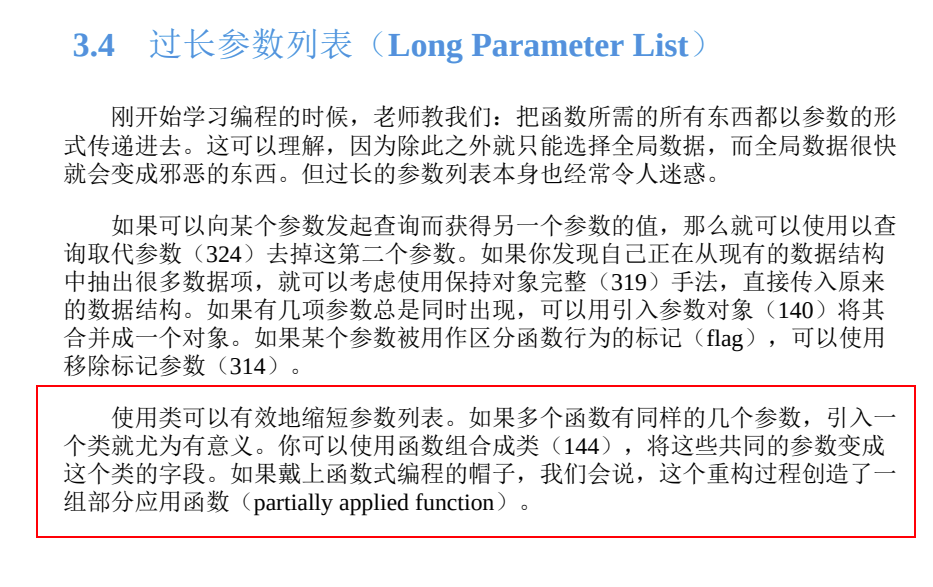 3.4 过长参数列表（Long Parameter List）
刚开始学习编程的时候，老师教我们：把函数所需的所有东西都以参数的形
式传递进去。这可以理解，因为除此之外就只能选择全局数据，而全局数据很快
就会变成邪恶的东西。但过长的参数列表本身也经常令人迷惑。
如果可以向某个参数发起查询而获得另一个参数的值，那么就可以使用以查
询取代参数（324）去掉这第二个参数。如果你发现自己正在从现有的数据结构
中抽出很多数据项，就可以考虑使用保持对象完整（319）手法，直接传入原来
的数据结构。如果有几项参数总是同时出现，可以用引入参数对象（140）将其
合并成一个对象。如果某个参数被用作区分函数行为的标记（flag），可以使用
移除标记参数（314）。
使用类可以有效地缩短参数列表。如果多个函数有同样的几个参数，引入一
个类就尤为有意义。你可以使用函数组合成类（144），将这些共同的参数变成
这个类的字段。如果戴上函数式编程的帽子，我们会说，这个重构过程创造了一
组部分应用函数（partially applied function）。